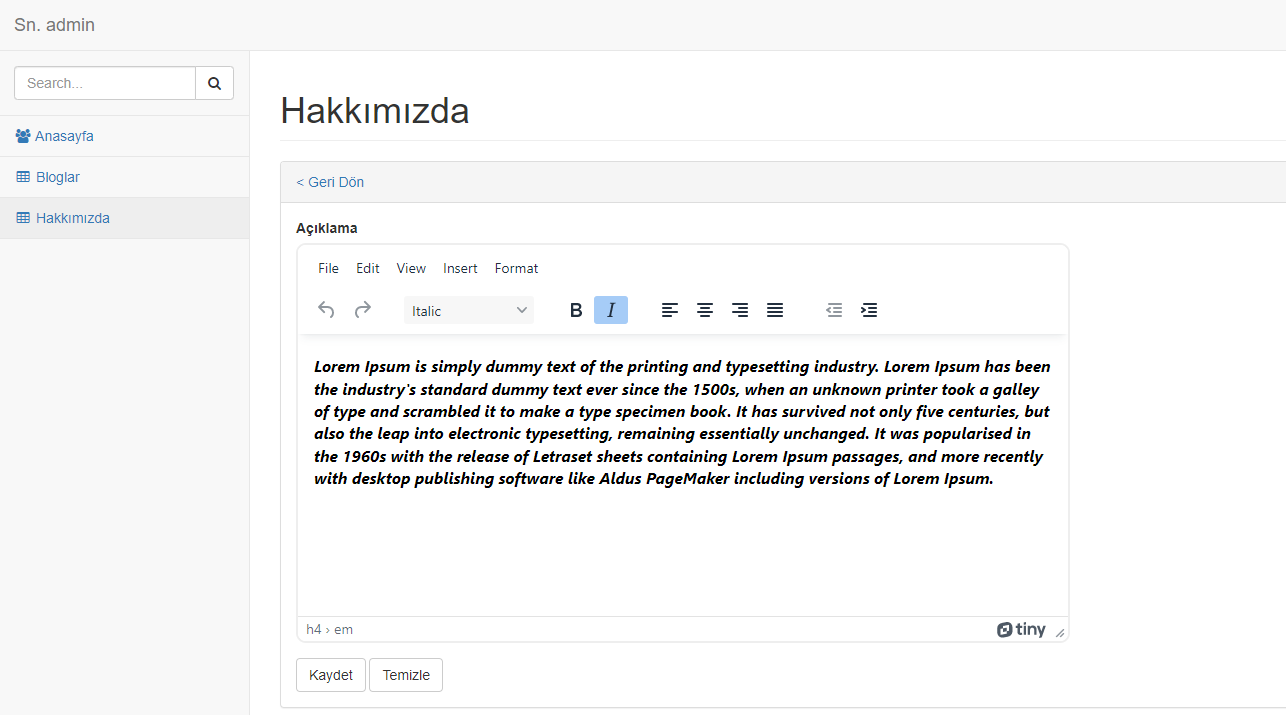 Sn. admin
Search...
Anasayfa
Bloglar
Hakkımızda
Hakkımızda
< Geri Dön
Açıklama
File Edit View Insert Format
Italic B I
Lorem Ipsum is simply dummy text of the printing and typesetting industry. Lorem Ipsum has been
the industry's standard dummy text ever since the 1500s, when an unknown printer took a galley
of type and scrambled it to make a type specimen book. It has survived not only five centuries, but
also the leap into electronic typesetting, remaining essentially unchanged. It was popularised in
the 1960s with the release of Letraset sheets containing Lorem Ipsum passages, and more recently
with desktop publishing software like Aldus PageMaker including versions of Lorem Ipsum.
h4 › em tiny
Kaydet Temizle